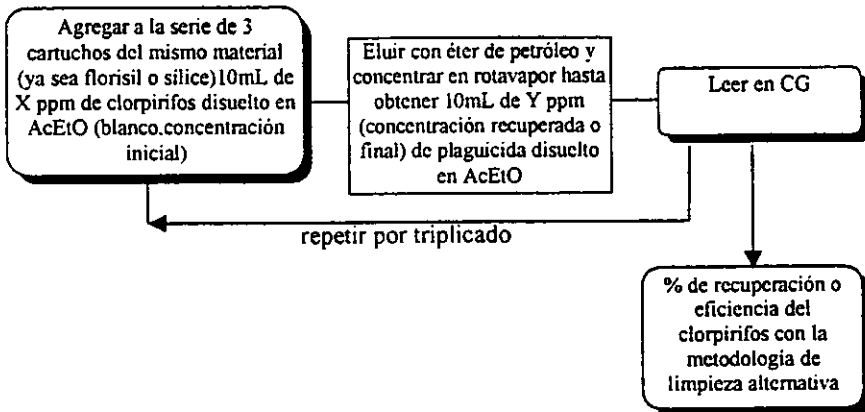 Agregar a la serie de 3
cartuchos del mismo material
(ya sea florisil o sílice)10mL de
X ppm de clorpirifos disuelto en
AcEtO (blanco.concentración
inicial)
Eluir con éter de petróleo y
concentrar en rotavapor hasta
obtener 10mL de Y ppm
(concentración recuperada o
final) de plaguicida disuelto
en AcEtO
Leer en CG
repetir por triplicado
% de recuperación o
eficiencia del
clorpirifos con la
metodología de
limpieza alternativa